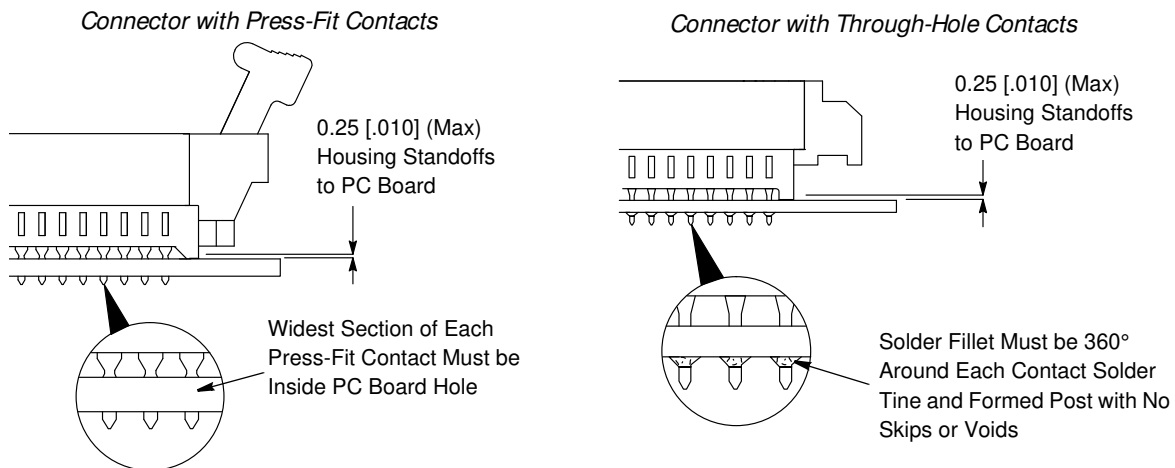 Connector with Press-Fit Contacts
0.25 [.010] (Max)
Housing Standoffs
to PC Board
Widest Section of Each
Press-Fit Contact Must be
Inside PC Board Hole
Connector with Through-Hole Contacts
0.25 [.010] (Max)
Housing Standoffs
to PC Board
Solder Fillet Must be 360°
Around Each Contact Solder
Tine and Formed Post with No
Skips or Voids